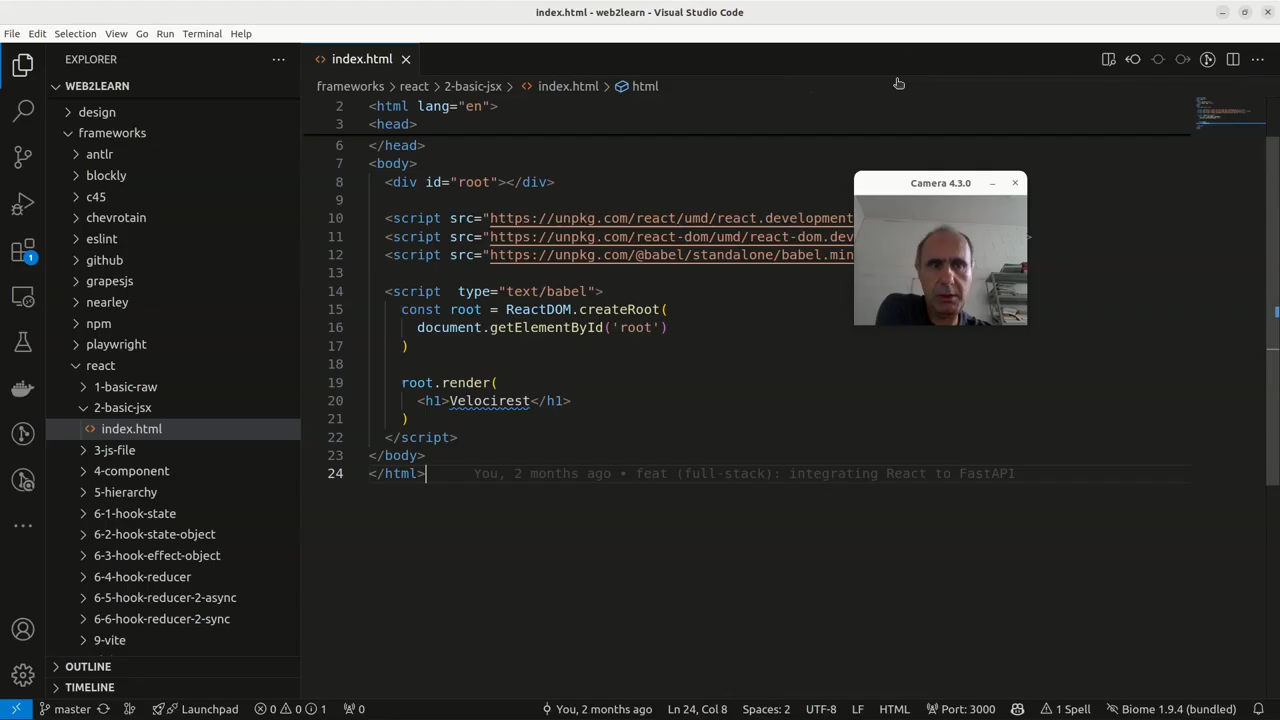 index.html - web2learn - Visual Studio Code
File Edit Selection View Go Run Terminal Help
EXPLORER
WEB2LEARN
design
frameworks
antlr
blockly
c45
chevrotain
eslint
github
grapesjs
nearley
npm
playwright
react
1-basic-raw
2-basic-jsx
index.html
3-js-file
4-component
5-hierarchy
6-1-hook-state
6-2-hook-state-object
6-3-hook-effect-object
6-4-hook-reducer
6-5-hook-reducer-2-async
6-6-hook-reducer-2-sync
9-vite
OUTLINE
TIMELINE
1
index.html
frameworks > react > 2-basic-jsx > index.html > html
2 <html lang="en">
3 <head>
6 </head>
7 <body>
8 <div id="root"></div>
9
10 <script src="https://unpkg.com/react/umd/react.development
11 <script src="https://unpkg.com/react-dom/umd/react-dom.dev >
12 <script src="https://unpkg.com/@babel/standalone/babel.min
13
14 <script  type="text/babel">
15 const root = ReactDOM.createRoot(
16 document.getElementById('root')
17 )
18
19 root.render(
20 <h1>Velocirest</h1>
21 )
22 </script>
23 </body>
24 </html> You, 2 months ago • feat (full-stack): integrating React to FastAPI
Camera 4.3.0
master Launchpad 0 0 1 0 You, 2 months ago Ln 24, Col 8 Spaces: 2 UTF-8 LF HTML Port: 3000 1 Spell Biome 1.9.4 (bundled)